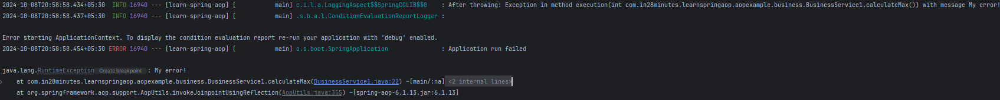 2024-10-08T20:58:58.434+05:30  INFO 16940 --- [learn-spring-aop] [           main] c.i.l.a.LoggingAspect$$SpringCGLIB$$0    : After throwing: Exception in method execution(int com.in28minutes.learnspringaop.aopexample.business.BusinessService1.calculateMax()) with message My error!
2024-10-08T20:58:58.437+05:30  INFO 16940 --- [learn-spring-aop] [           main] .s.b.a.l.ConditionEvaluationReportLogger :
Error starting ApplicationContext. To display the condition evaluation report re-run your application with 'debug' enabled.
2024-10-08T20:58:58.454+05:30 ERROR 16940 --- [learn-spring-aop] [           main] o.s.boot.SpringApplication               : Application run failed
java.lang.RuntimeException Create breakpoint : My error!
at com.in28minutes.learnspringaop.aopexample.business.BusinessService1.calculateMax(BusinessService1.java:22) ~[main/:na] <2 internal lines>
at org.springframework.aop.support.AopUtils.invokeJoinpointUsingReflection(AopUtils.java:355) ~[spring-aop-6.1.13.jar:6.1.13]